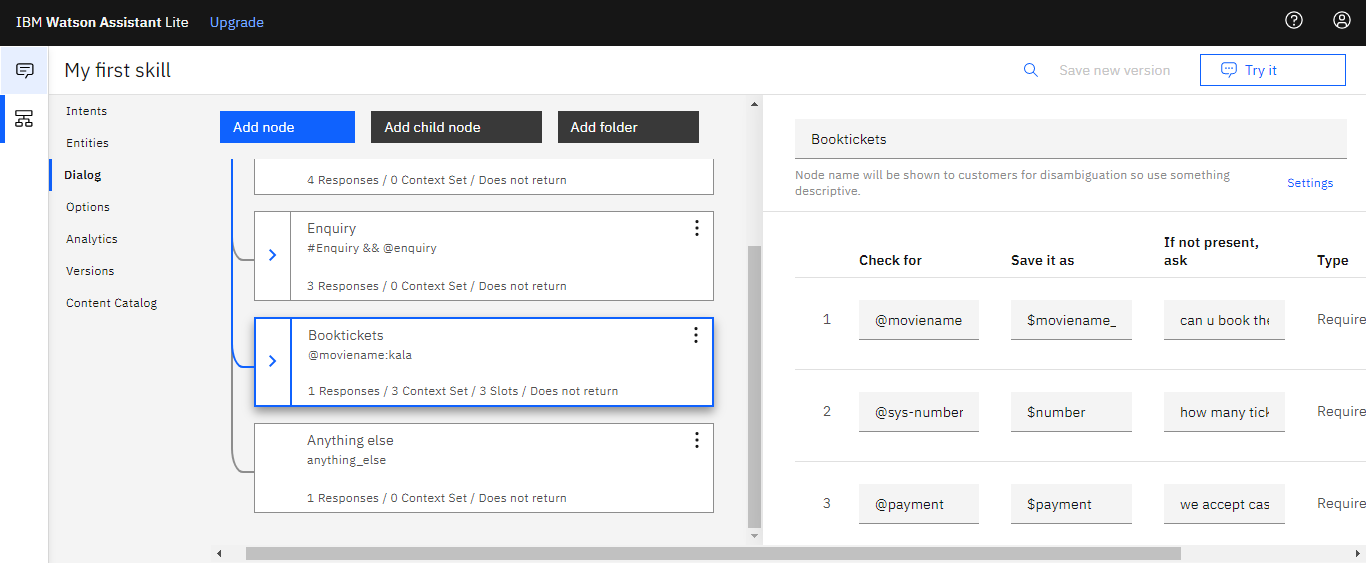 IBM Watson Assistant Lite Upgrade
My first skill
Save new version
Try it
Intents
Entities
Dialog
Options
Analytics
Versions
Content Catalog
Add node
Add child node
Add folder
4 Responses / 0 Context Set / Does not return
Enquiry
#Enquiry && @enquiry
3 Responses / 0 Context Set / Does not return
Booktickets
@moviename:kala
1 Responses / 3 Context Set / 3 Slots / Does not return
Anything else
anything_else
1 Responses / 0 Context Set / Does not return
Booktickets
Node name will be shown to customers for disambiguation so use something
descriptive.
Settings
Check for
Save it as
If not present,
ask
Type
1 @moviename $moviename_ can u book the Require
2 @sys-number $number how many tick Require
3 @payment $payment we accept cas Require